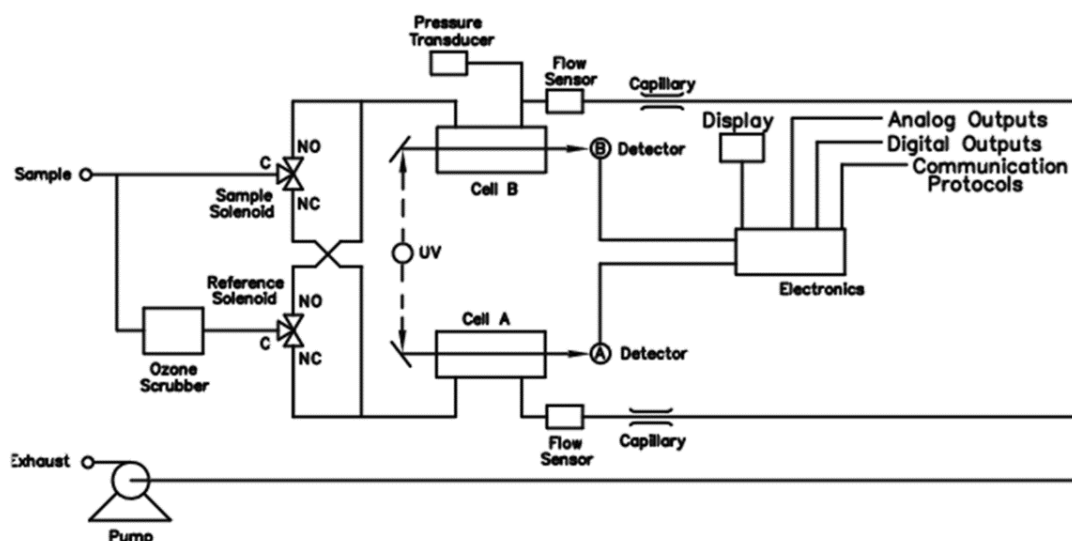 Pressure
Transducer
Flow
Sensor
Capillary
Display
Analog Outputs
Digital Outputs
Communication
Protocols
NO
C
Sample
NC
Sample
Solenoid
Cell B
B
Detector
UV
Electronics
Reference
Solenoid
NO
C
NC
Ozone
Scrubber
Cell A
A
Detector
Flow
Sensor
Capillary
Exhaust
Pump